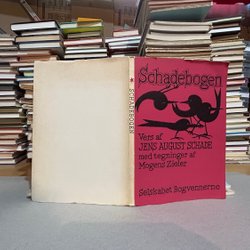 SCHADEBOGEN
Schadebogen
Vers af
JENS AUGUST SCHADE
med tegninger af
Mogens Zieler
Selskabet Bogvennerne